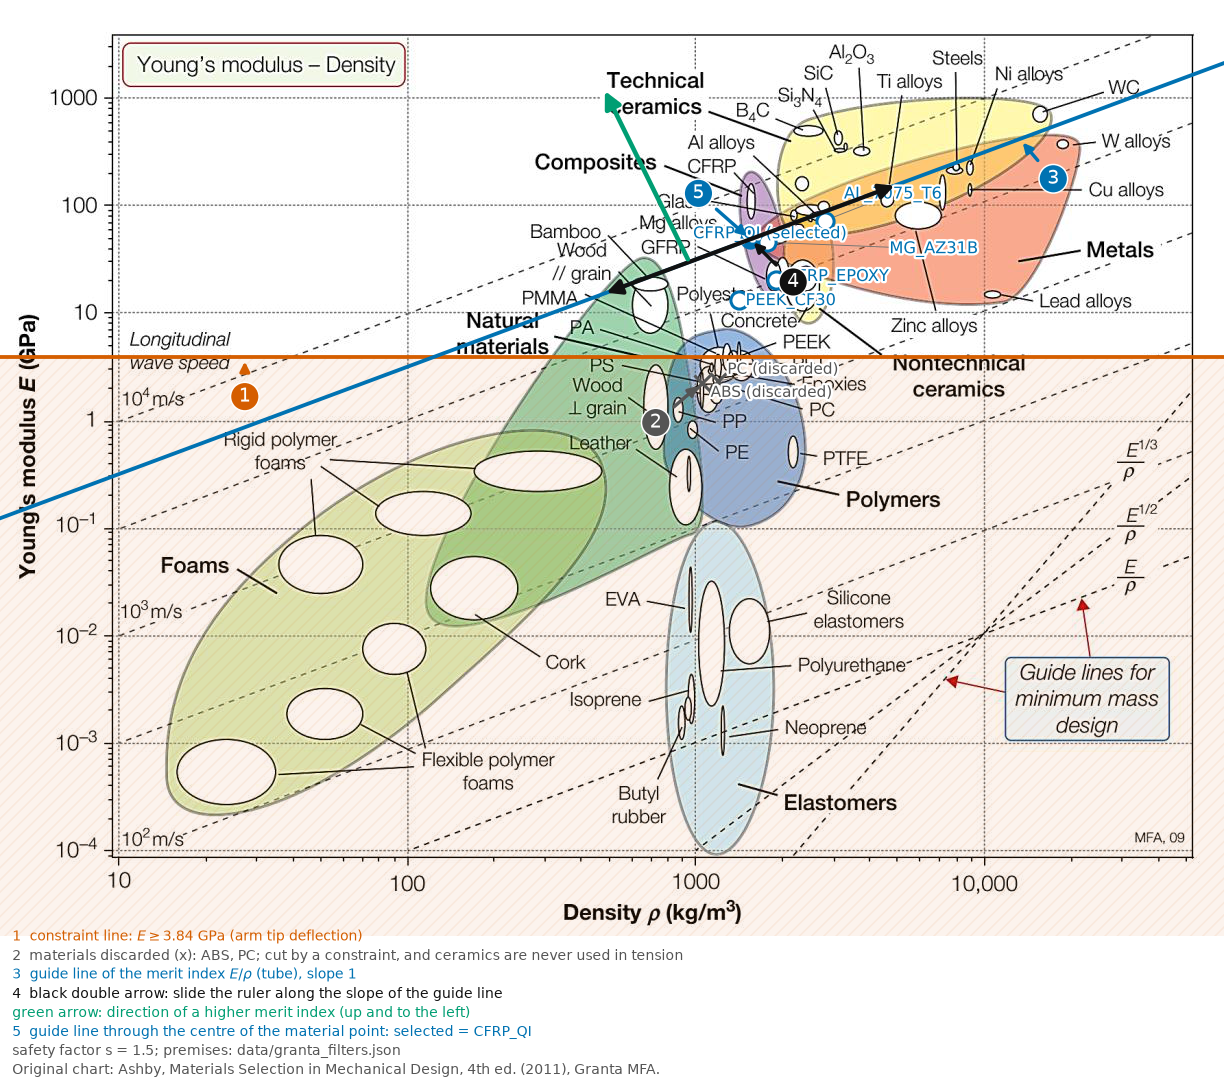 Young's modulus – Density
Technical
ceramics
Composites
Al₂O₃
SiC
Si₃N₄
B₄C
Al alloys
CFRP
Steels
Ti alloys
Ni alloys
WC
W alloys
Cu alloys
Metals
Lead alloys
Zinc alloys
3
5
Mg alloys
GFRP
AL_7075_T6
CFRP_QI (selected)
MG_AZ31B
4
PEEK_CF30
Bamboo
Wood
// grain
PMMA
Natural
materials
PA
PS
Wood
⊥ grain
Leather
Concrete
PEEK
PC (discarded)
ABS (discarded)
Epoxies
PC
PP
PE
PTFE
Polymers
Nontechnical
ceramics
2
1
Longitudinal
wave speed
10⁴ m/s
10³ m/s
10² m/s
Rigid polymer
foams
Foams
Cork
Flexible polymer
foams
EVA
Isoprene
Butyl
rubber
Silicone
elastomers
Polyurethane
Neoprene
Elastomers
E^1/3
ρ
E^1/2
ρ
E
ρ
Guide lines for
minimum mass
design
MFA, 09
1000
100
10
1
10⁻¹
10⁻²
10⁻³
10⁻⁴
Young's modulus E (GPa)
10
100
1000
10,000
Density ρ (kg/m³)
1 constraint line: E ≥ 3.84 GPa (arm tip deflection)
2 materials discarded (x): ABS, PC; cut by a constraint, and ceramics are never used in tension
3 guide line of the merit index E/ρ (tube), slope 1
4 black double arrow: slide the ruler along the slope of the guide line
green arrow: direction of a higher merit index (up and to the left)
5 guide line through the centre of the material point: selected = CFRP_QI
safety factor s = 1.5; premises: data/granta_filters.json
Original chart: Ashby, Materials Selection in Mechanical Design, 4th ed. (2011), Granta MFA.